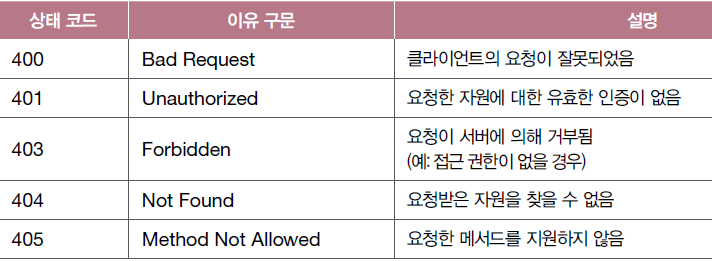 상태 코드 이유 구문 설명
400 Bad Request 클라이언트의 요청이 잘못되었음
401 Unauthorized 요청한 자원에 대한 유효한 인증이 없음
403 Forbidden 요청이 서버에 의해 거부됨
(예: 접근 권한이 없을 경우)
404 Not Found 요청받은 자원을 찾을 수 없음
405 Method Not Allowed 요청한 메서드를 지원하지 않음